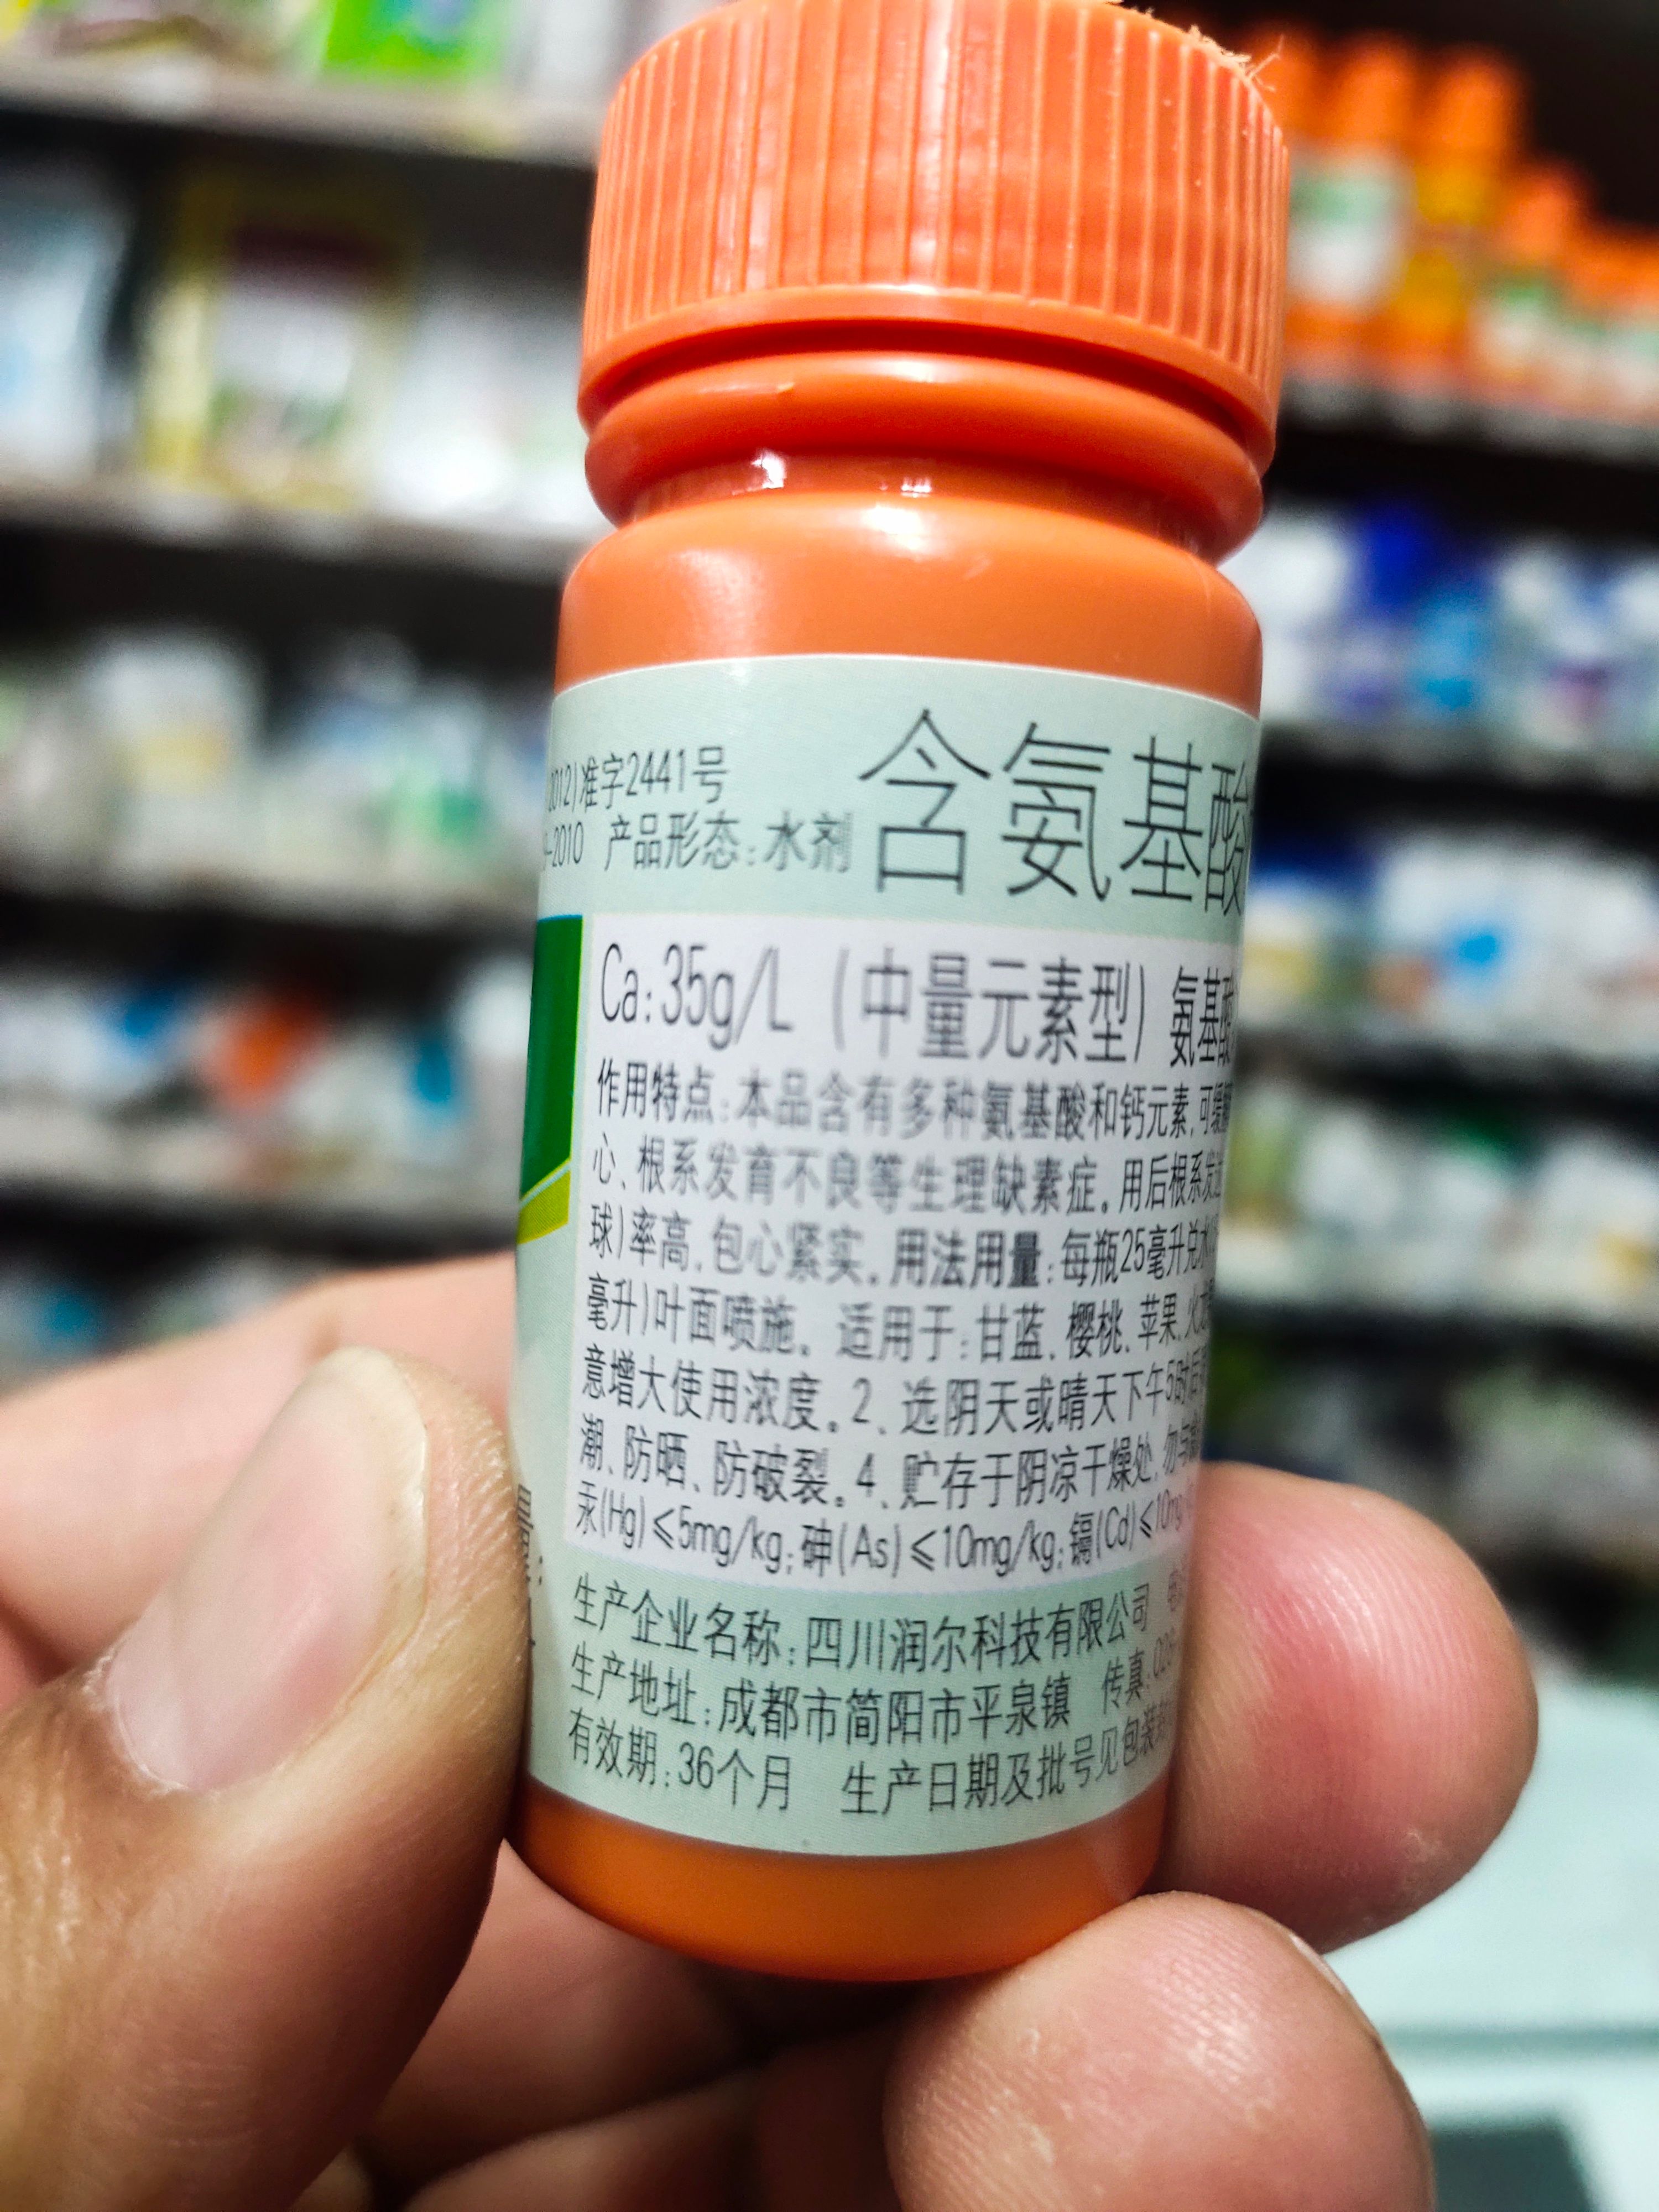 2012)准字2441号
-2010 产品形态:水剂
含氨基酸
Ca:35g/L (中量元素型) 氨基酸
作用特点:本品含有多种氨基酸和钙元素,可缓解
心、根系发育不良等生理缺素症。用后根系发达
球)率高,包心紧实。用法用量:每瓶25毫升兑水
毫升)叶面喷施。适用于:甘蓝、樱桃、苹果、火
意增大使用浓度。2、选阴天或晴天下午5时后
潮、防晒、防破裂。4、贮存于阴凉干燥处,勿与
汞(Hg)≤5mg/kg;砷(As)≤10mg/kg;镉(Cd)≤10mg
生产企业名称:四川润尔科技有限公司
生产地址:成都市简阳市平泉镇 传真:028
有效期:36个月 生产日期及批号见包装